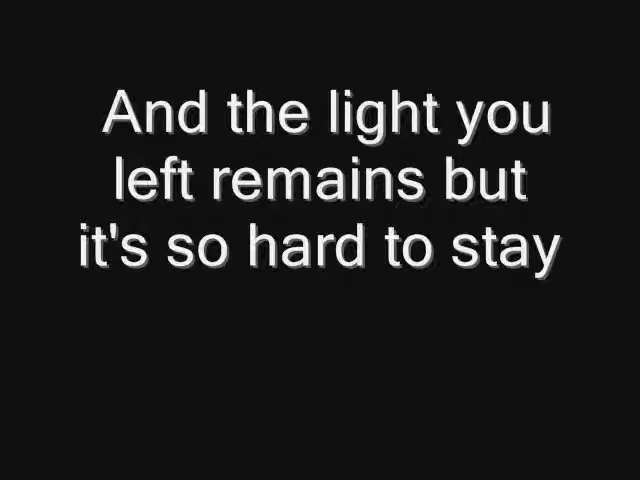 And the light you
left remains but
it's so hard to stay